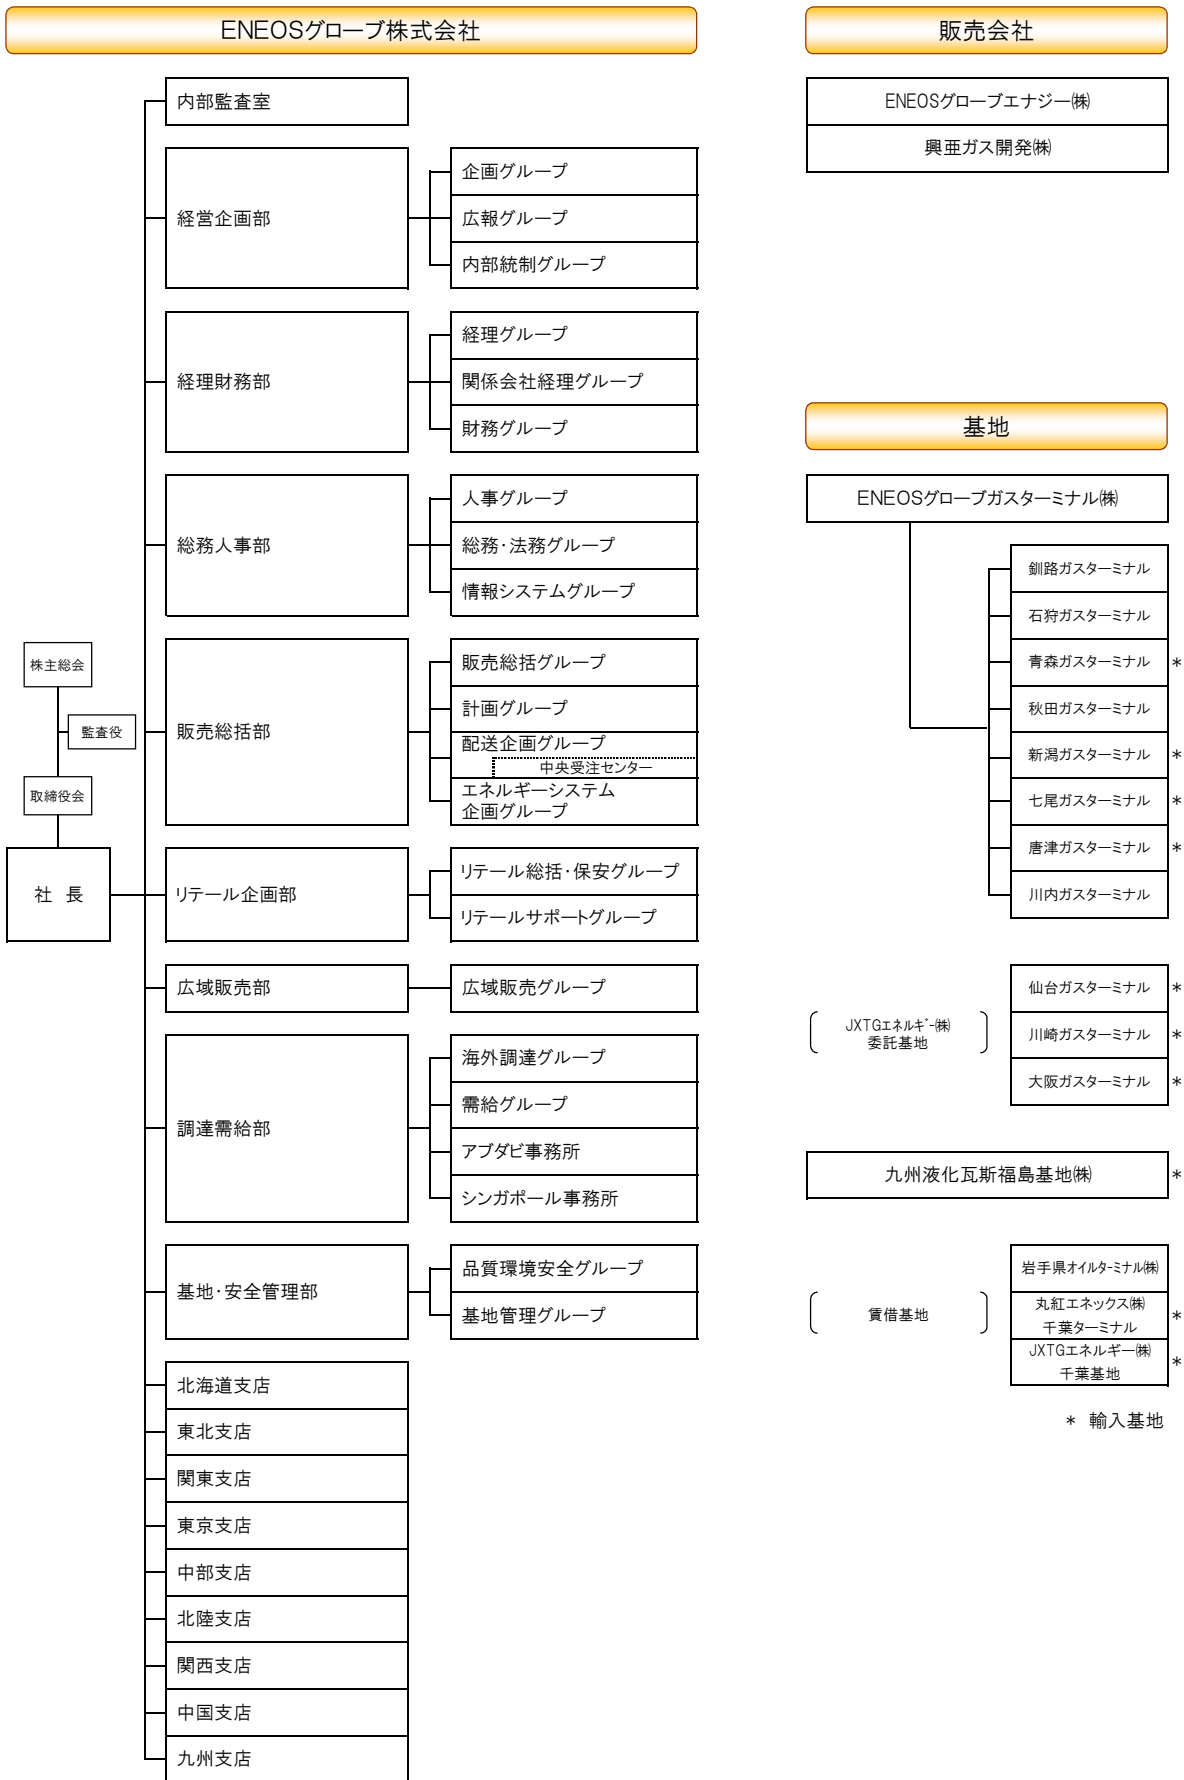 ENEOSグローブ株式会社
内部監査室
経営企画部
企画グループ
広報グループ
内部統制グループ
経理財務部
経理グループ
関係会社経理グループ
財務グループ
総務人事部
人事グループ
総務・法務グループ
情報システムグループ
株主総会
監査役
取締役会
社 長
販売総括部
販売総括グループ
計画グループ
配送企画グループ
中央受注センター
エネルギーシステム
企画グループ
リテール企画部
リテール総括・保安グループ
リテールサポートグループ
広域販売部
広域販売グループ
調達需給部
海外調達グループ
需給グループ
アブダビ事務所
シンガポール事務所
基地・安全管理部
品質環境安全グループ
基地管理グループ
北海道支店
東北支店
関東支店
東京支店
中部支店
北陸支店
関西支店
中国支店
九州支店
販売会社
ENEOSグローブエナジー㈱
興亜ガス開発㈱
基地
ENEOSグローブガスターミナル㈱
釧路ガスターミナル
石狩ガスターミナル
青森ガスターミナル *
秋田ガスターミナル
新潟ガスターミナル *
七尾ガスターミナル *
唐津ガスターミナル *
川内ガスターミナル
JXTGエネルギー㈱
委託基地
仙台ガスターミナル *
川崎ガスターミナル *
大阪ガスターミナル *
九州液化瓦斯福島基地㈱ *
賃借基地
岩手県オイルターミナル㈱
丸紅エネックス㈱
千葉ターミナル *
JXTGエネルギー㈱
千葉基地 *
* 輸入基地